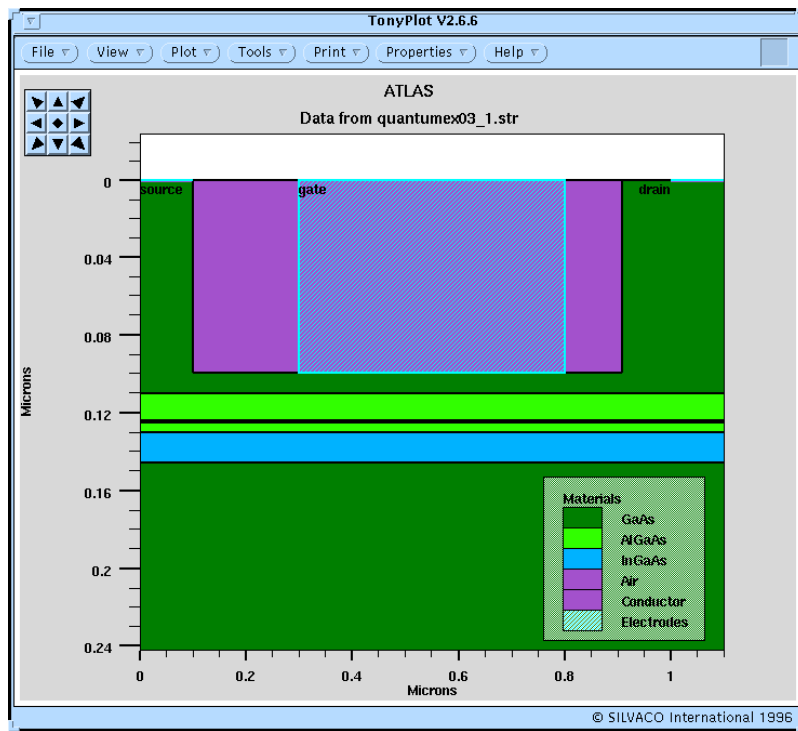 TonyPlot V2.6.6
File View Plot Tools Print Properties Help
ATLAS
Data from quantumex03_1.str
0
0.04
0.08
0.12
0.16
0.2
0.24
Microns
source gate drain
Materials
GaAs
AlGaAs
InGaAs
Air
Conductor
Electrodes
0 0.2 0.4 0.6 0.8 1
Microns
© SILVACO International 1996